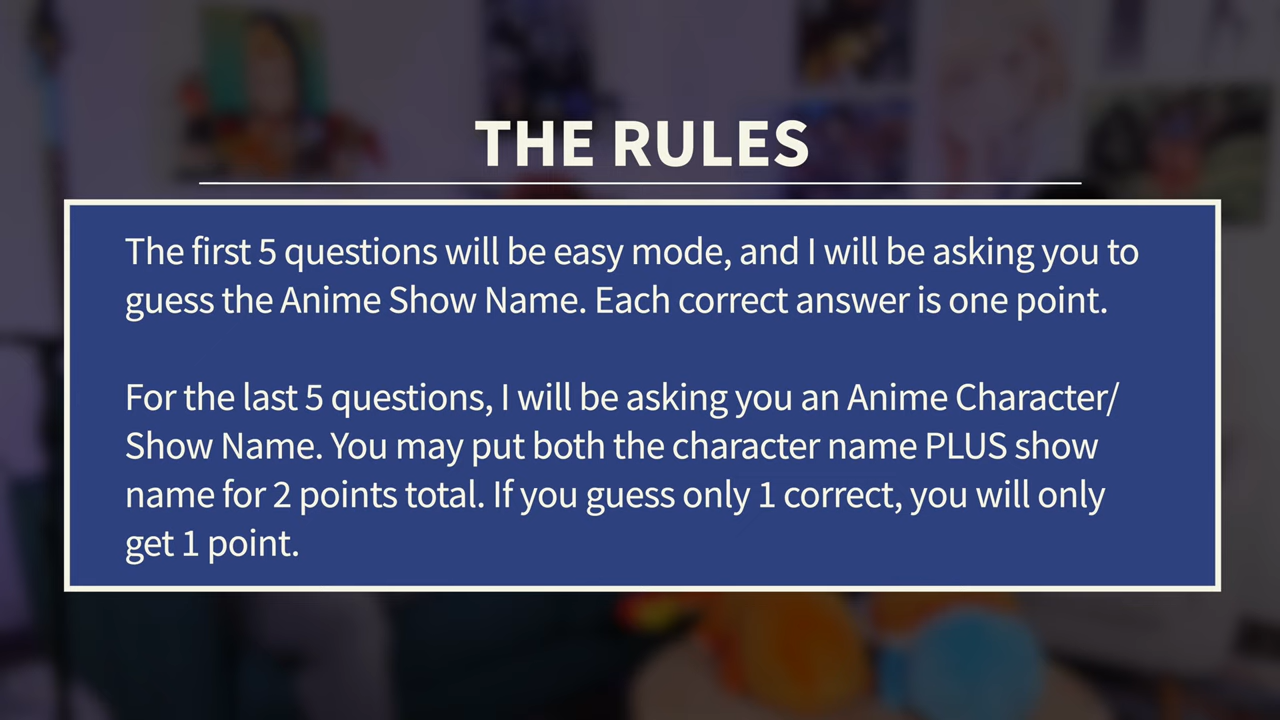 THE RULES
The first 5 questions will be easy mode, and I will be asking you to
guess the Anime Show Name. Each correct answer is one point.
For the last 5 questions, I will be asking you an Anime Character/
Show Name. You may put both the character name PLUS show
name for 2 points total. If you guess only 1 correct, you will only
get 1 point.